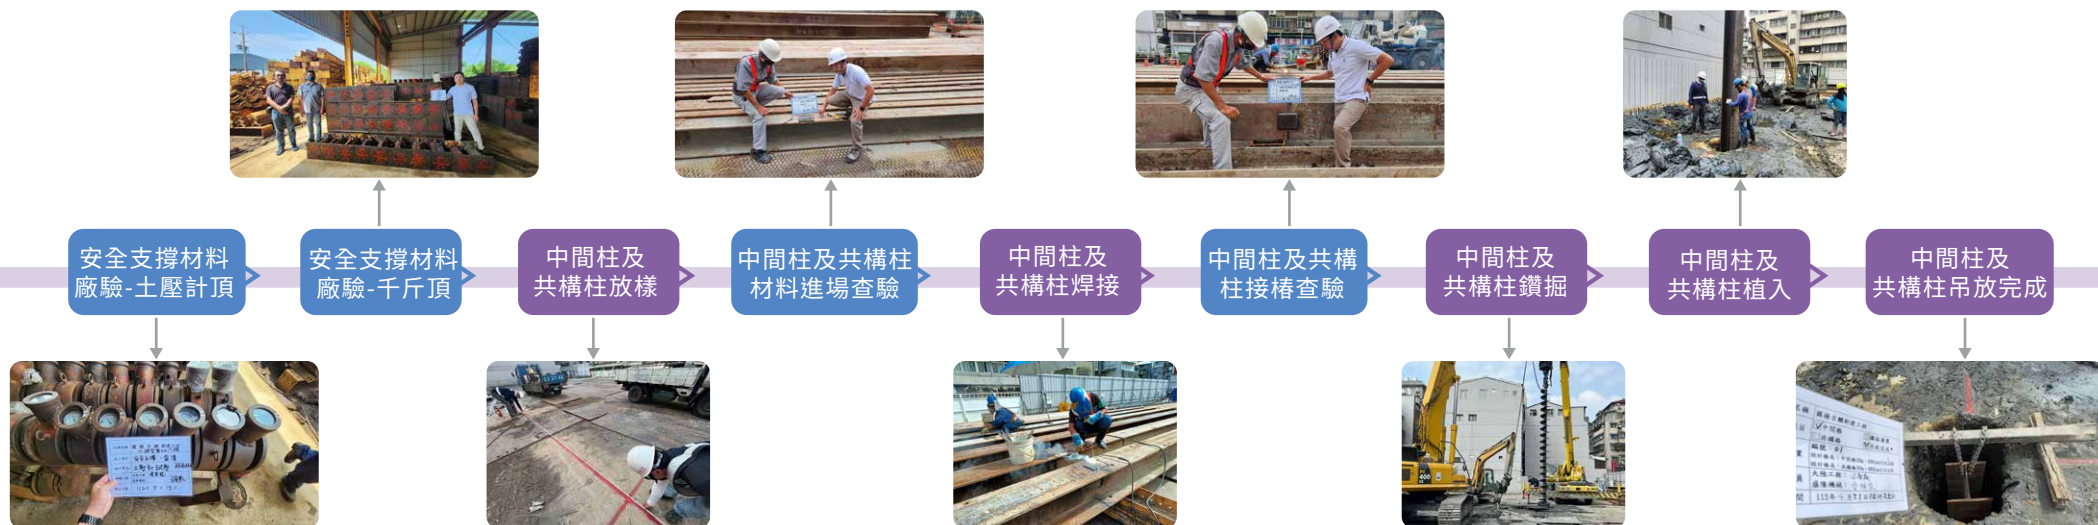 安全支撐材料
廠驗-土壓計頂
安全支撐材料
廠驗-千斤頂
中間柱及
共構柱放樣
中間柱及共構柱
材料進場查驗
中間柱及
共構柱焊接
中間柱及共構
柱接樁查驗
中間柱及
共構柱鑽掘
中間柱及
共構柱植入
中間柱及
共構柱吊放完成